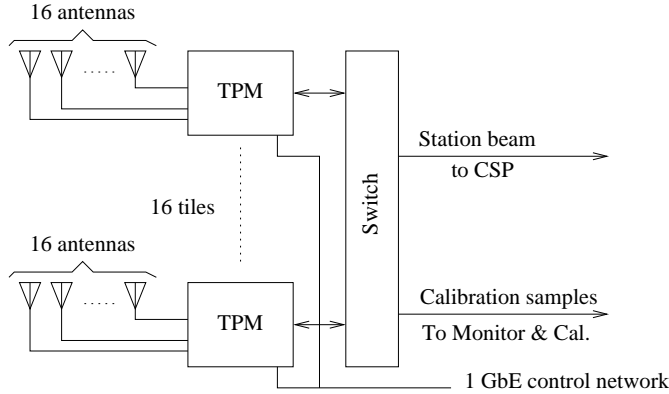 16 antennas
TPM
Station beam
to CSP
16 tiles
Switch
16 antennas
TPM
Calibration samples
To Monitor & Cal.
1 GbE control network